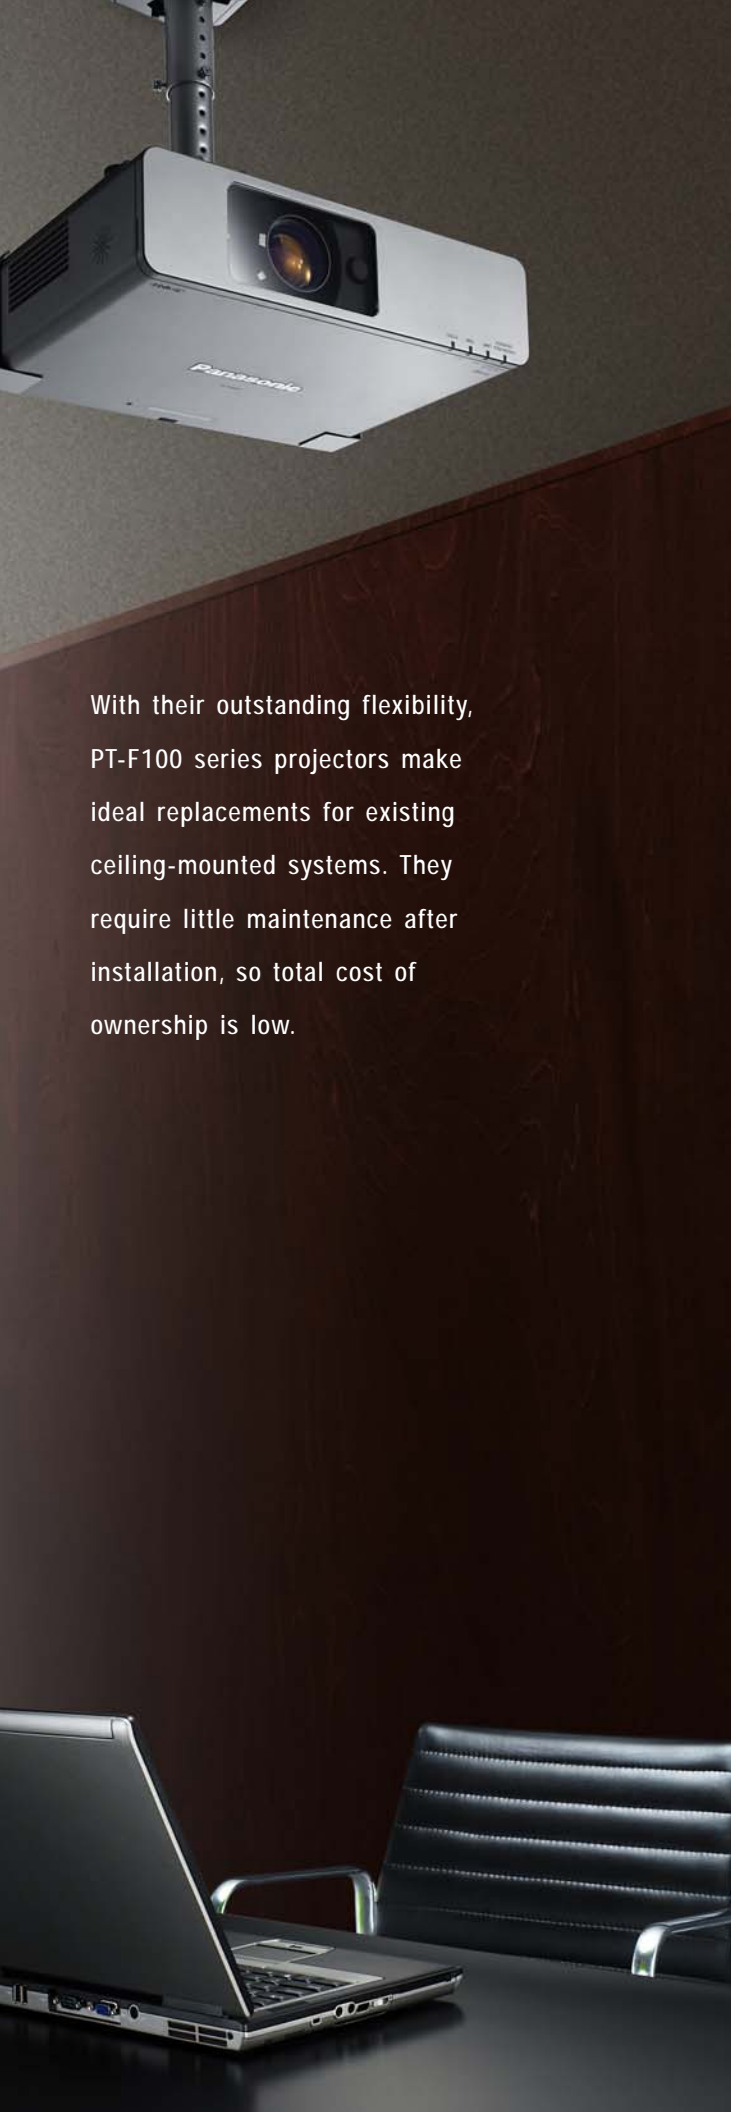 Panasonic
With their outstanding flexibility,
PT-F100 series projectors make
ideal replacements for existing
ceiling-mounted systems. They
require little maintenance after
installation, so total cost of
ownership is low.